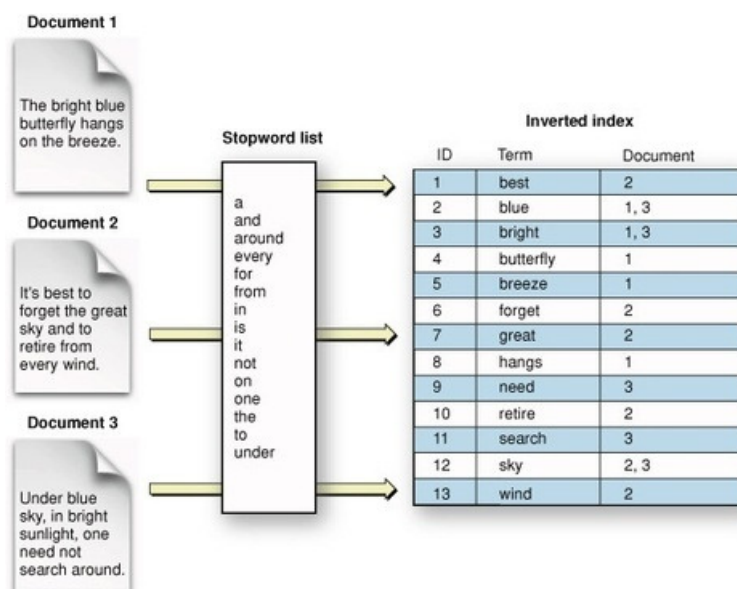 Document 1
The bright blue
butterfly hangs
on the breeze.
Document 2
It's best to
forget the great
sky and to
retire from
every wind.
Document 3
Under blue
sky, in bright
sunlight, one
need not
search around.
Stopword list
a
and
around
every
for
from
in
is
it
not
on
one
the
to
under
Inverted index
ID Term Document
1 best 2
2 blue 1, 3
3 bright 1, 3
4 butterfly 1
5 breeze 1
6 forget 2
7 great 2
8 hangs 1
9 need 3
10 retire 2
11 search 3
12 sky 2, 3
13 wind 2